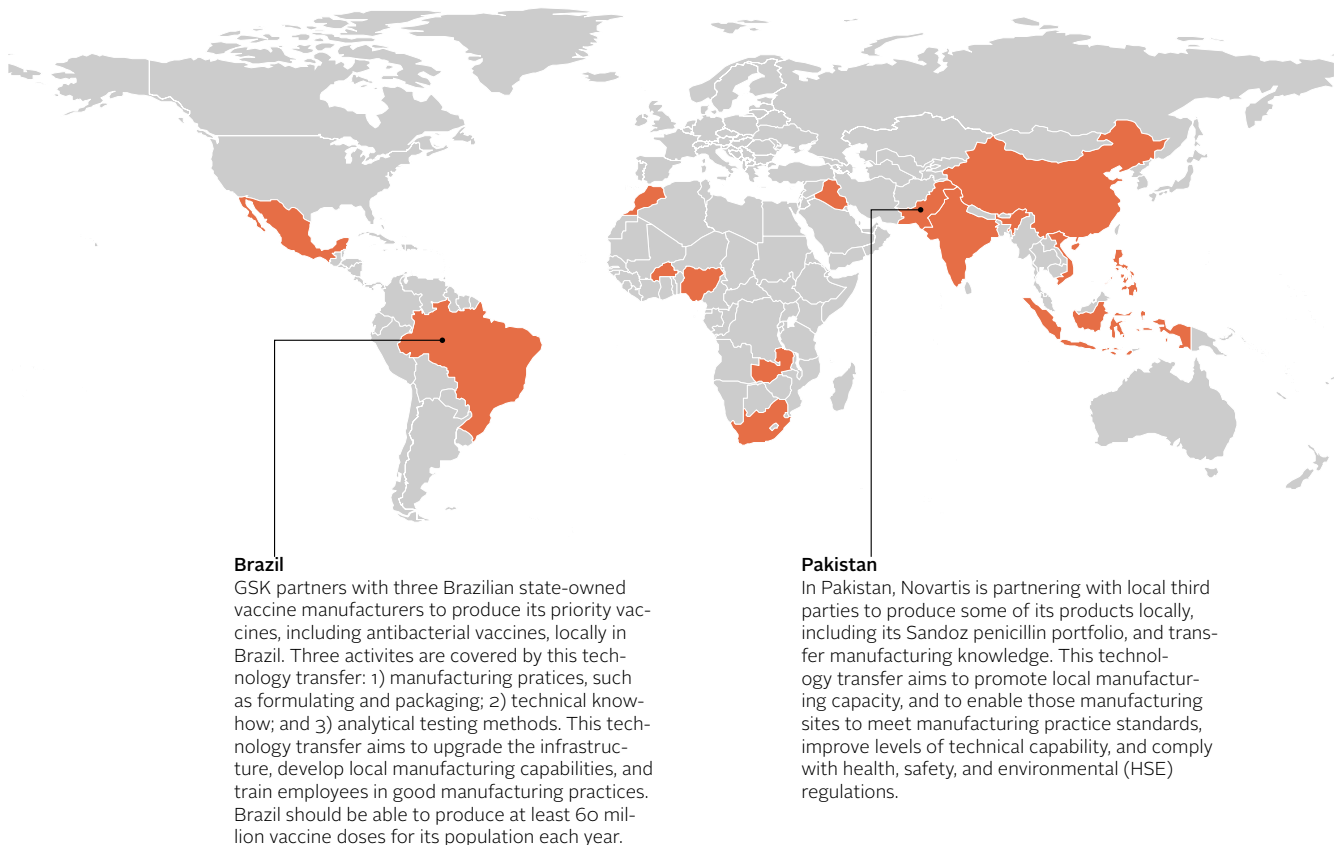 Brazil
GSK partners with three Brazilian state-owned
vaccine manufacturers to produce its priority vac-
cines, including antibacterial vaccines, locally in
Brazil. Three activites are covered by this tech-
nology transfer: 1) manufacturing pratices, such
as formulating and packaging; 2) technical know-
how; and 3) analytical testing methods. This tech-
nology transfer aims to upgrade the infrastruc-
ture, develop local manufacturing capabilities, and
train employees in good manufacturing practices.
Brazil should be able to produce at least 60 mil-
lion vaccine doses for its population each year.
Pakistan
In Pakistan, Novartis is partnering with local third
parties to produce some of its products locally,
including its Sandoz penicillin portfolio, and trans-
fer manufacturing knowledge. This technol-
ogy transfer aims to promote local manufactur-
ing capacity, and to enable those manufacturing
sites to meet manufacturing practice standards,
improve levels of technical capability, and comply
with health, safety, and environmental (HSE)
regulations.